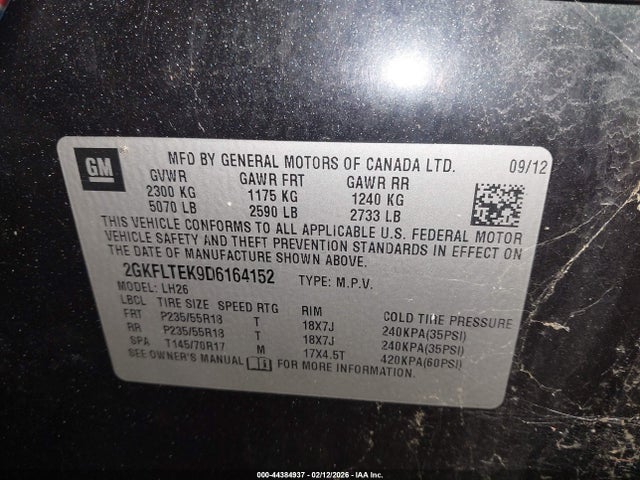 GM
MFD BY GENERAL MOTORS OF CANADA LTD. 09/12
GVWR GAWR FRT GAWR RR
2300 KG 1175 KG 1240 KG
5070 LB 2590 LB 2733 LB
THIS VEHICLE CONFORMS TO ALL APPLICABLE U.S. FEDERAL MOTOR
VEHICLE SAFETY AND THEFT PREVENTION STANDARDS IN EFFECT ON
THE DATE OF MANUFACTURE SHOWN ABOVE.
2GKFLTEK9D6164152 TYPE: M.P.V.
MODEL: LH26
LBCL TIRE SIZE SPEED RTG RIM COLD TIRE PRESSURE
FRT P235/55R18 T 18X7J 240KPA(35PSI)
RR P235/55R18 T 18X7J 240KPA(35PSI)
SPA T145/70R17 M 17X4.5T 420KPA(60PSI)
SEE OWNER'S MANUAL FOR MORE INFORMATION.
000-44384937 - 02/12/2026 - IAA Inc.